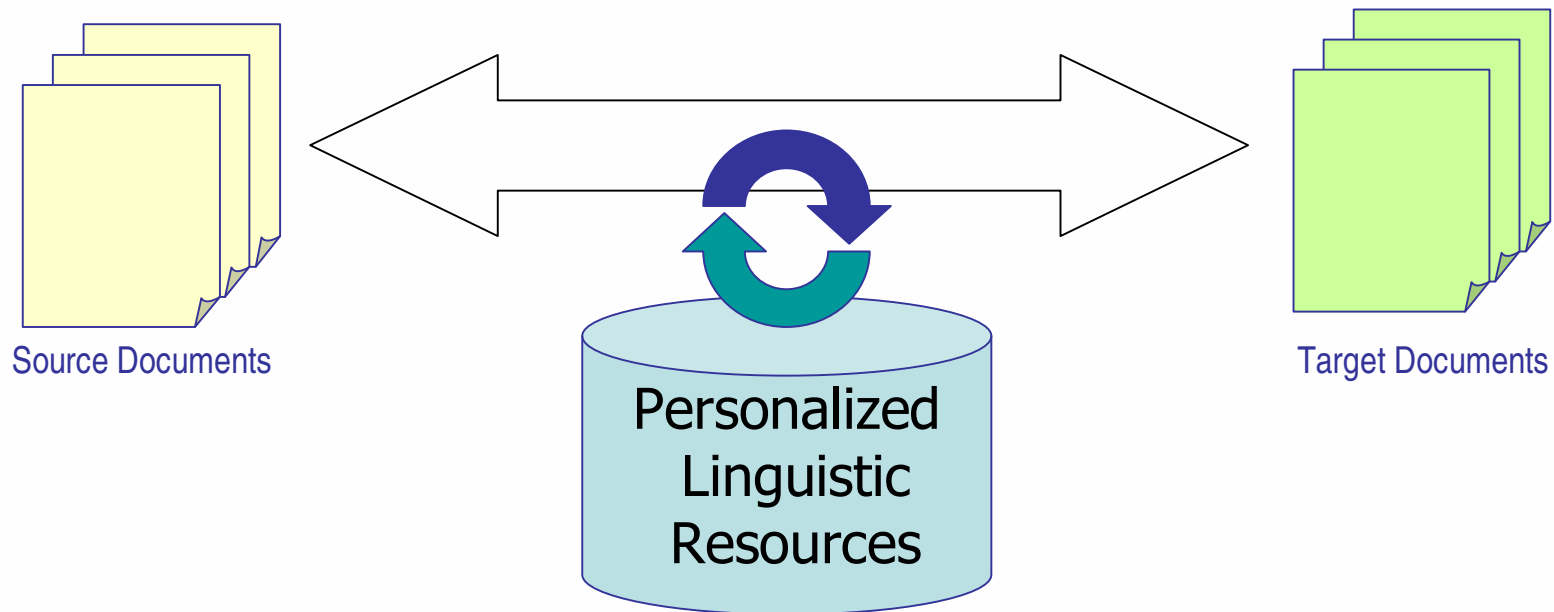 Source Documents
Target Documents
Personalized
Linguistic
Resources